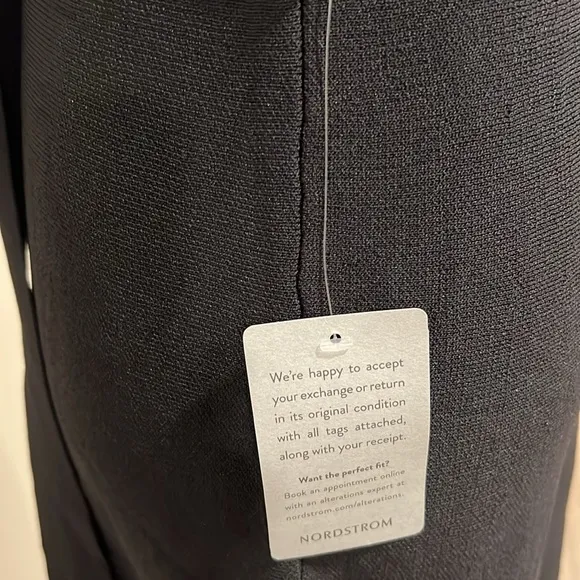 We're happy to accept
your exchange or return
in its original condition
with all tags attached,
along with your receipt.
Want the perfect fit?
Book an appointment online
with an alterations expert at
nordstrom.com/alterations.
NORDSTROM